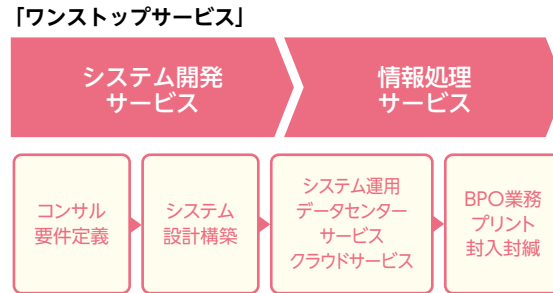 「ワンストップサービス」
システム開発
サービス
情報処理
サービス
コンサル
要件定義
システム
設計構築
システム運用
データセンター
サービス
クラウドサービス
BPO業務
プリント
封入封緘